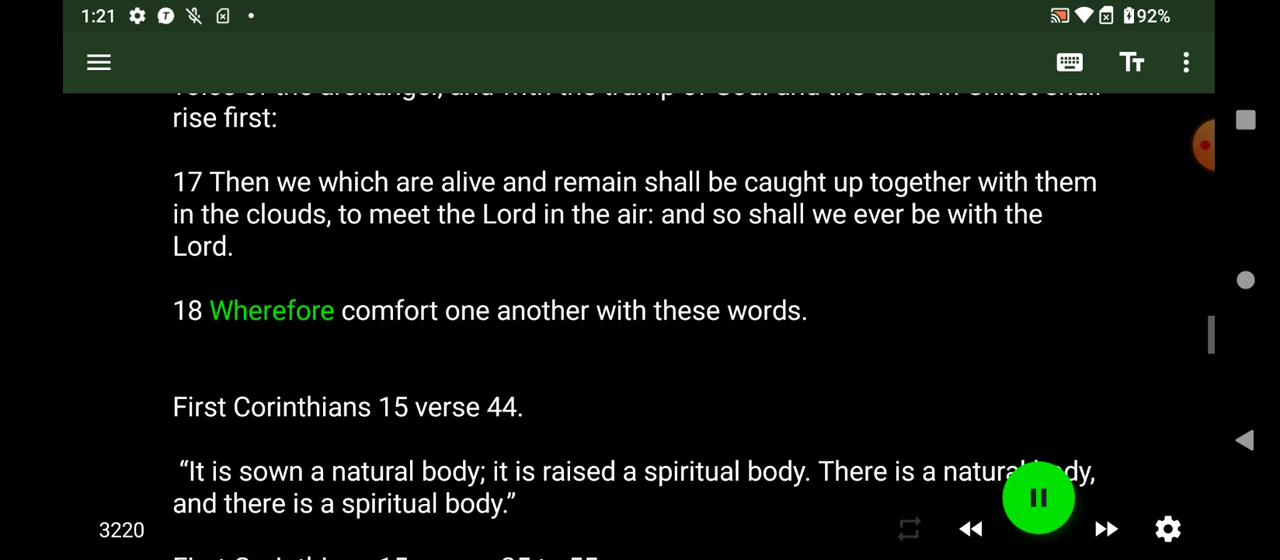 1:21
92%
rise first:
17 Then we which are alive and remain shall be caught up together with them
in the clouds, to meet the Lord in the air: and so shall we ever be with the
Lord.
18 Wherefore comfort one another with these words.
First Corinthians 15 verse 44.
“It is sown a natural body; it is raised a spiritual body. There is a natural body,
and there is a spiritual body.”
3220